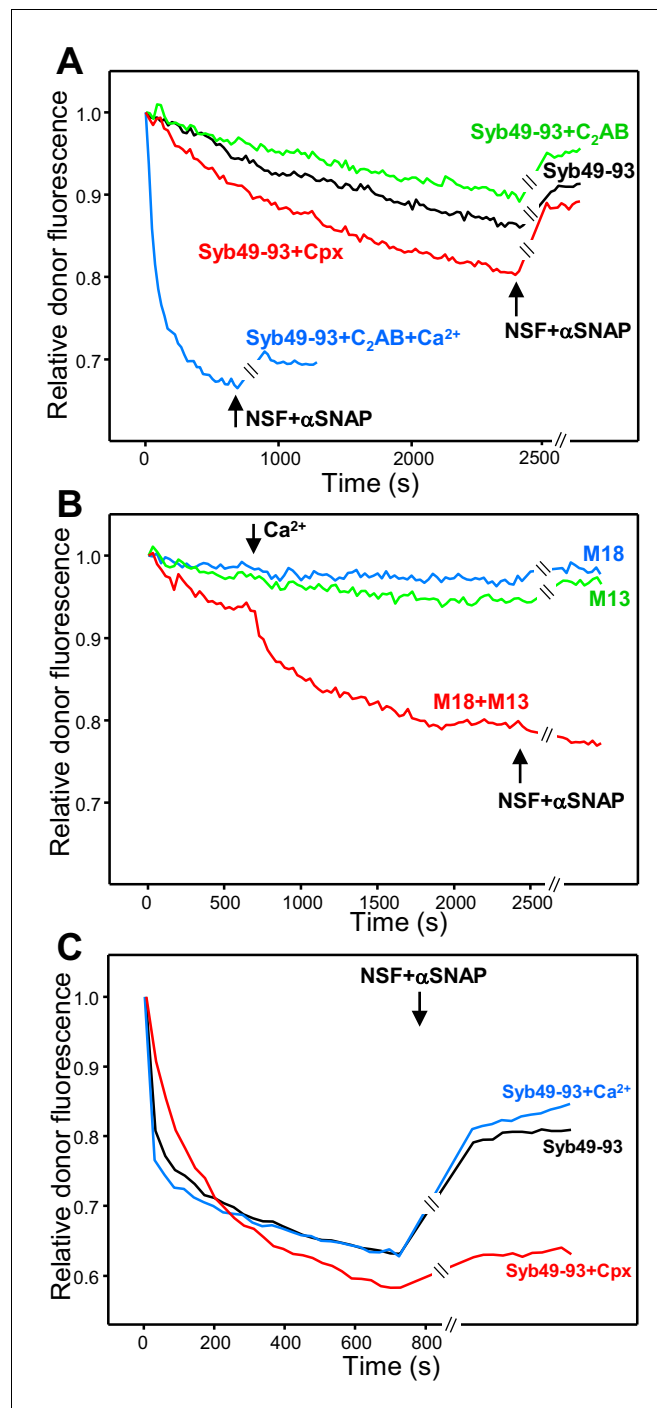 A
Relative donor fluorescence
1.0
0.9
0.8
0.7
Syb49-93+C₂AB
Syb49-93
Syb49-93+Cpx
Syb49-93+C₂AB+Ca²⁺
NSF+αSNAP
NSF+αSNAP
0
1000
2000
2500
//
Time (s)
B
Relative donor fluorescence
1.0
0.9
0.8
0.7
Ca²⁺
M18
M13
M18+M13
NSF+αSNAP
0
500
1000
1500
2000
2500
//
Time (s)
C
Relative donor fluorescence
1.0
0.9
0.8
0.7
0.6
NSF+αSNAP
Syb49-93+Ca²⁺
Syb49-93
Syb49-93+Cpx
0
200
400
600
800
//
Time (s)